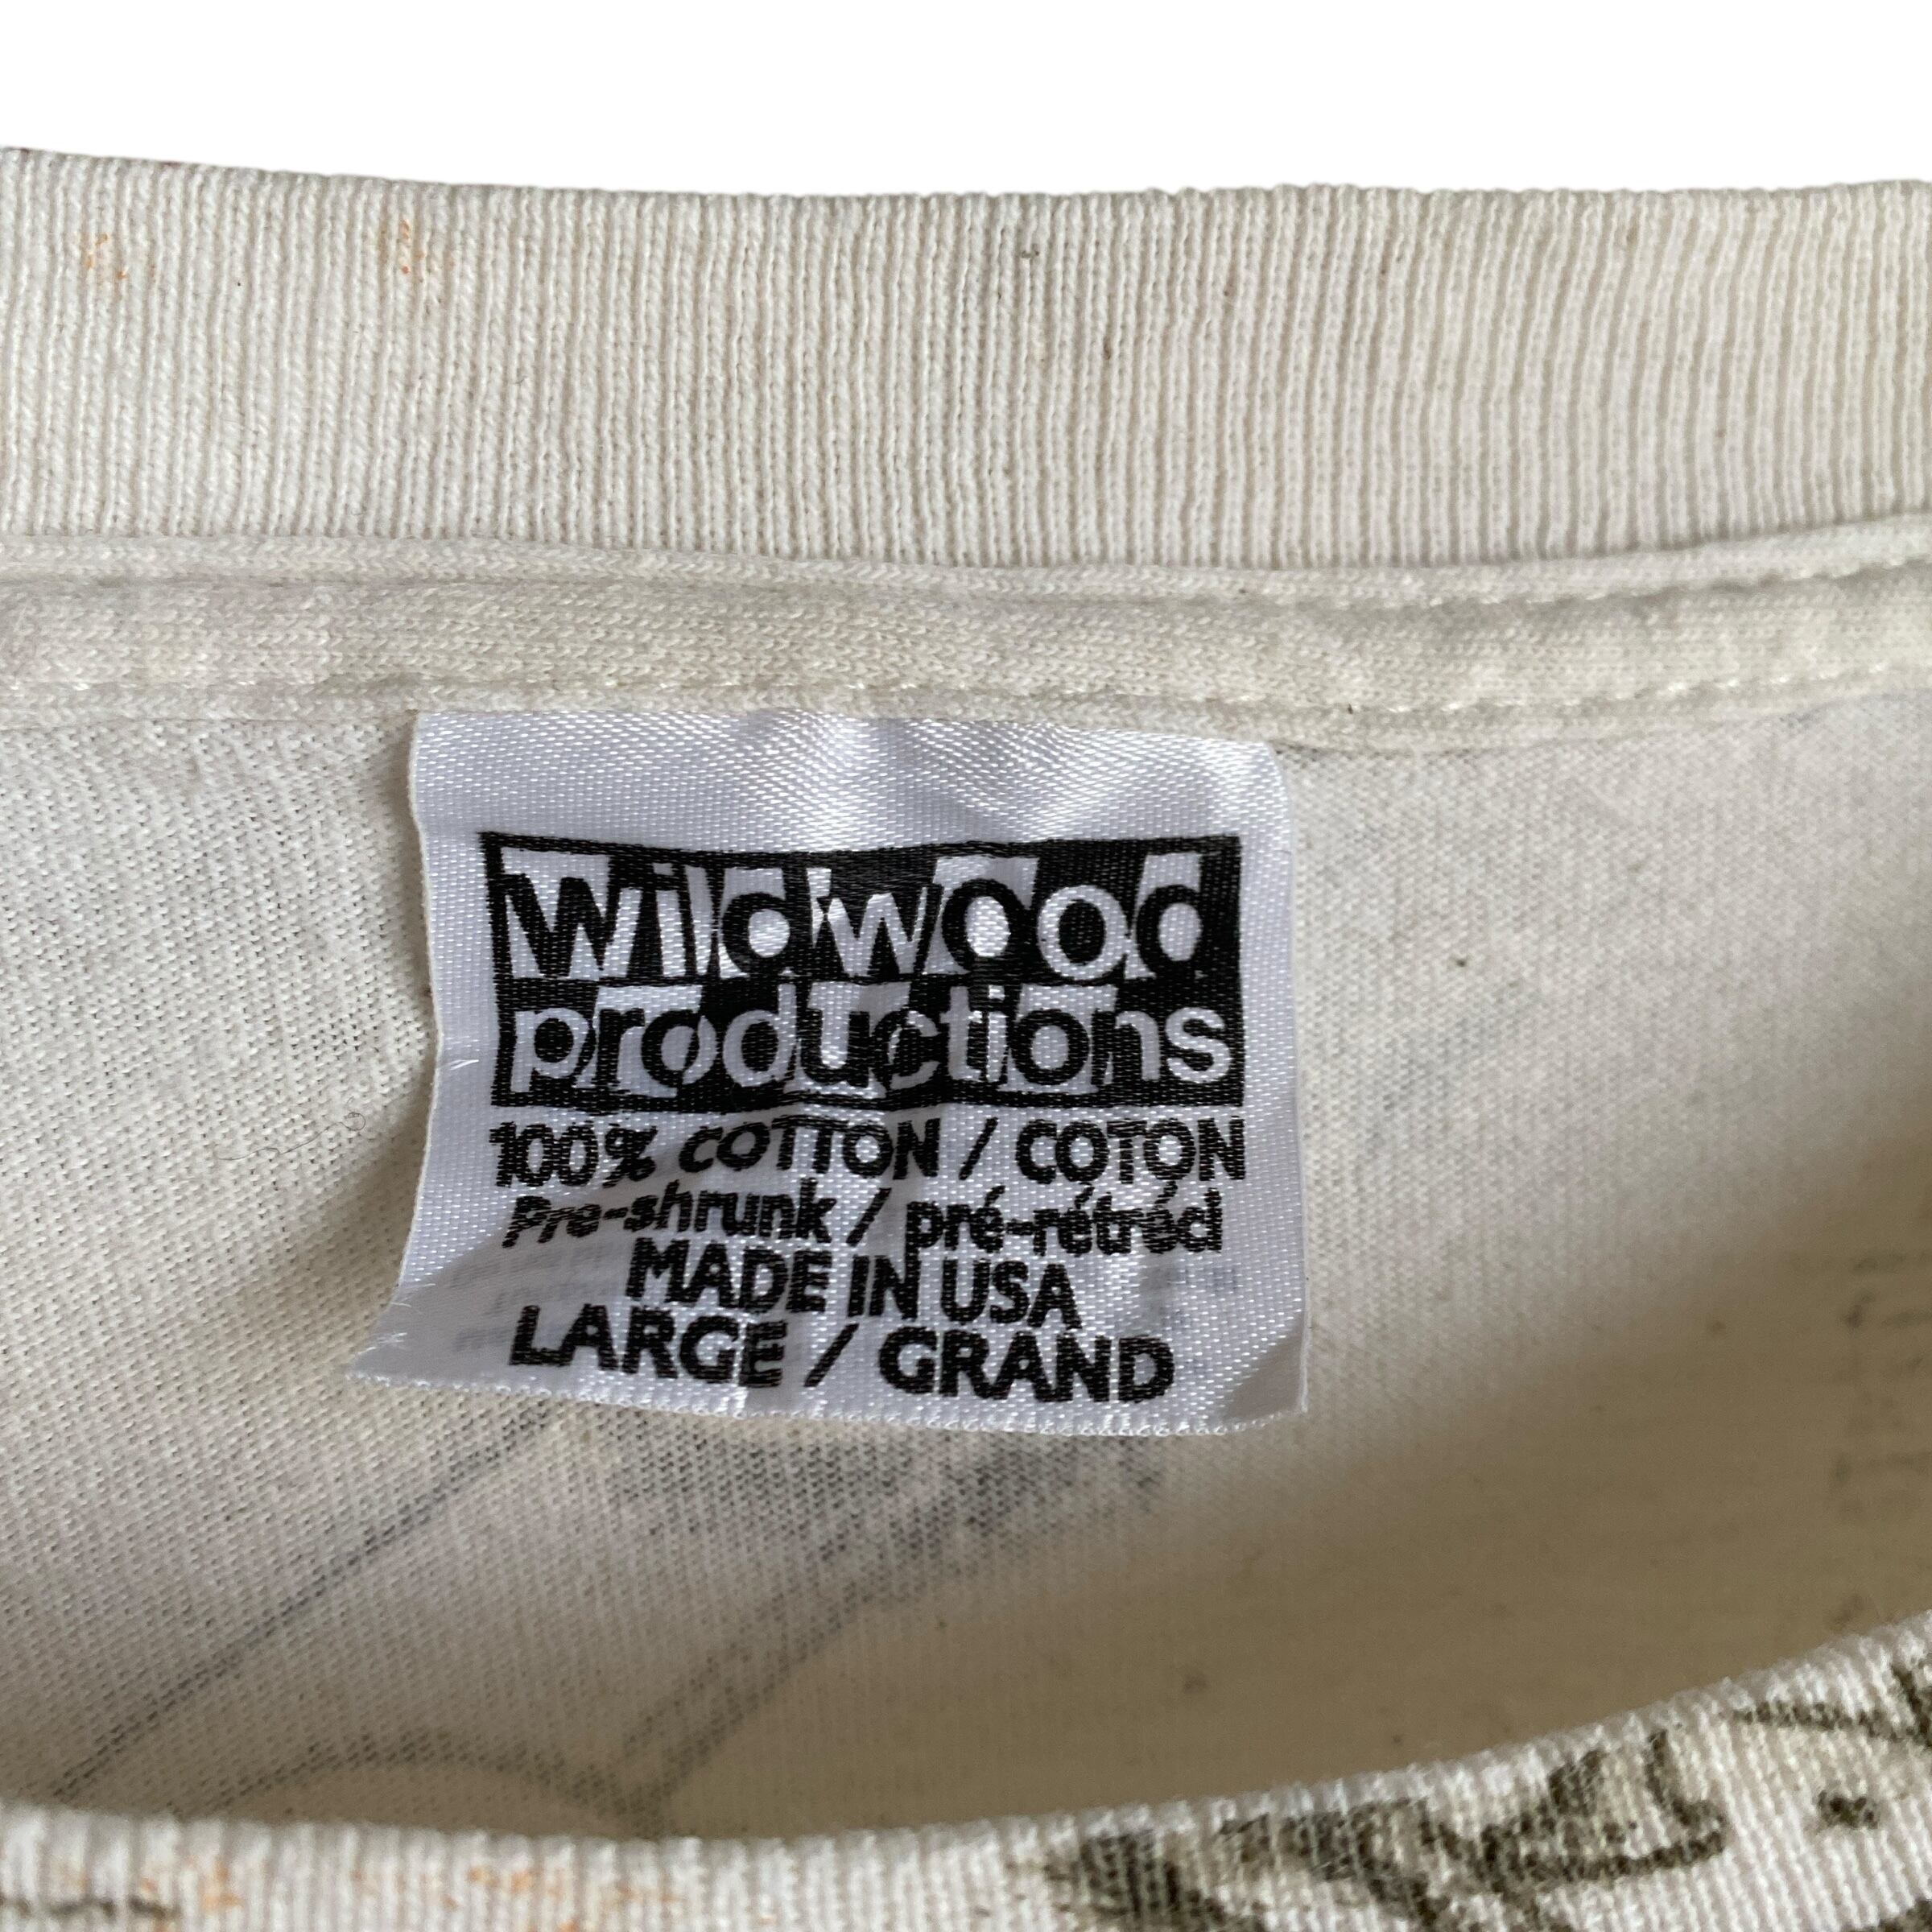 wildwood
productions
100% COTTON / COTON
Pre-shrunk / pré-rétréci
MADE IN USA
LARGE / GRAND